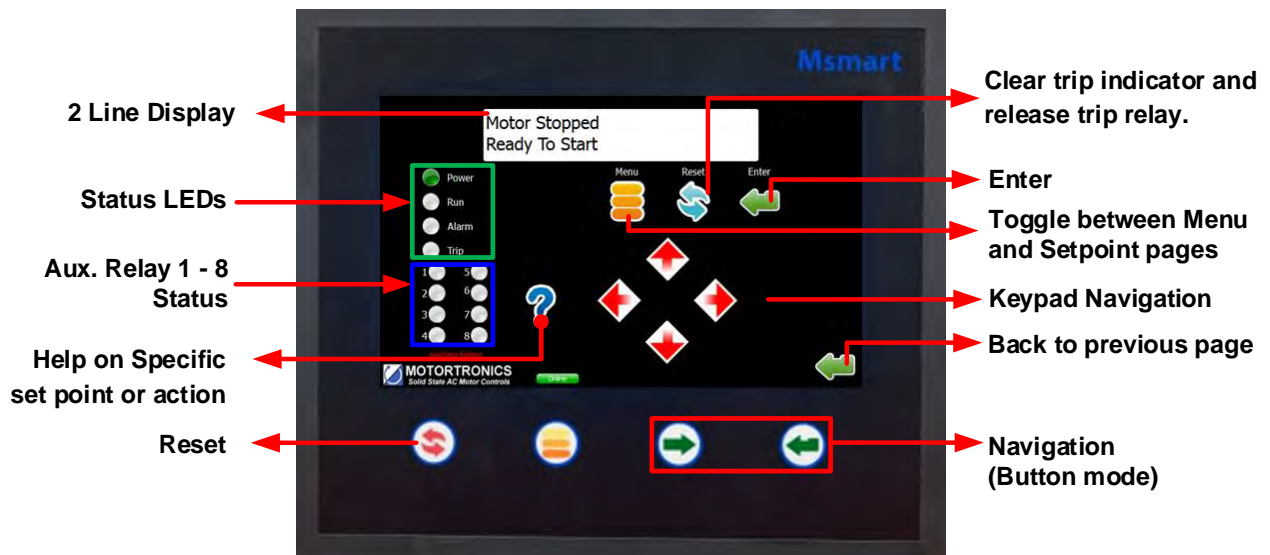 Msmart
2 Line Display
Motor Stopped
Ready To Start
Clear trip indicator and
release trip relay.
Status LEDs
Power
Run
Alarm
Trip
Menu
Reset
Enter
Enter
Toggle between Menu
and Setpoint pages
Aux. Relay 1 - 8
Status
1 5
2 6
3 7
4 8
Auxiliary Relays
Keypad Navigation
Help on Specific
set point or action
?
Back to previous page
MOTORTRONICS
Solid State AC Motor Controls
Online
Reset
Navigation
(Button mode)